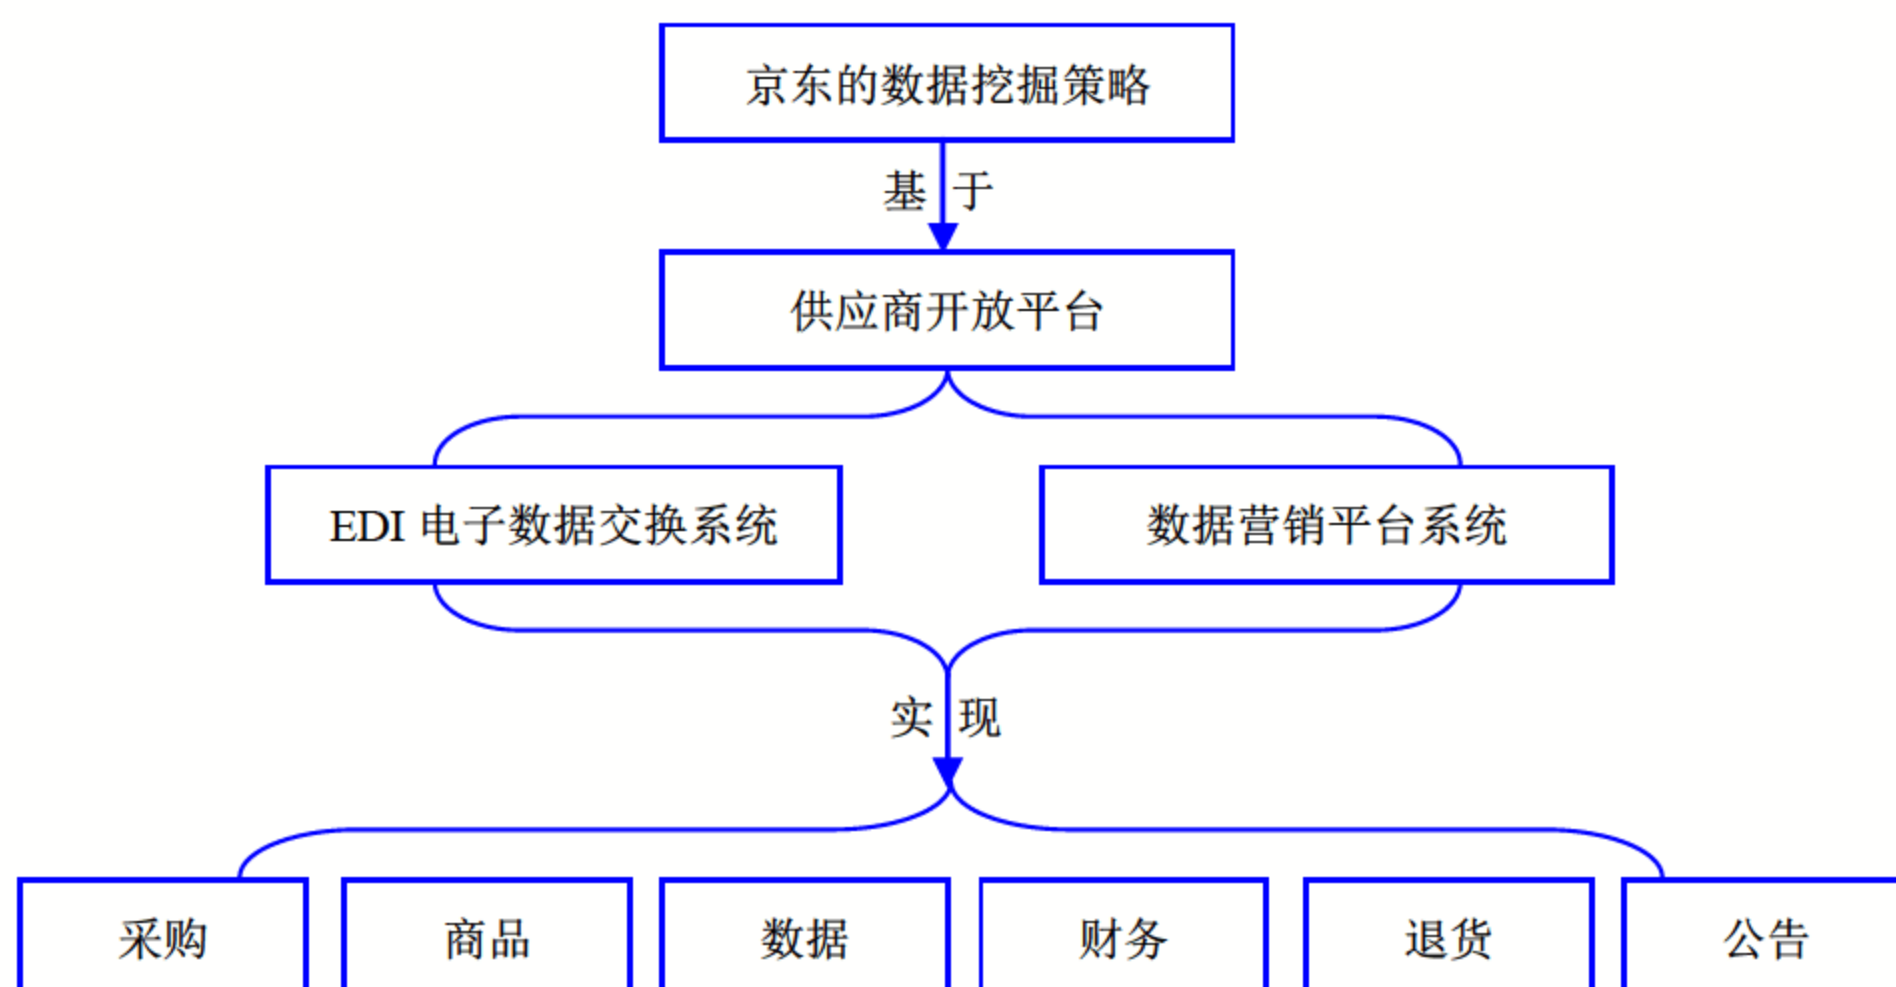 京东的数据挖掘策略
基于
供应商开放平台
EDI 电子数据交换系统
数据营销平台系统
实现
采购
商品
数据
财务
退货
公告